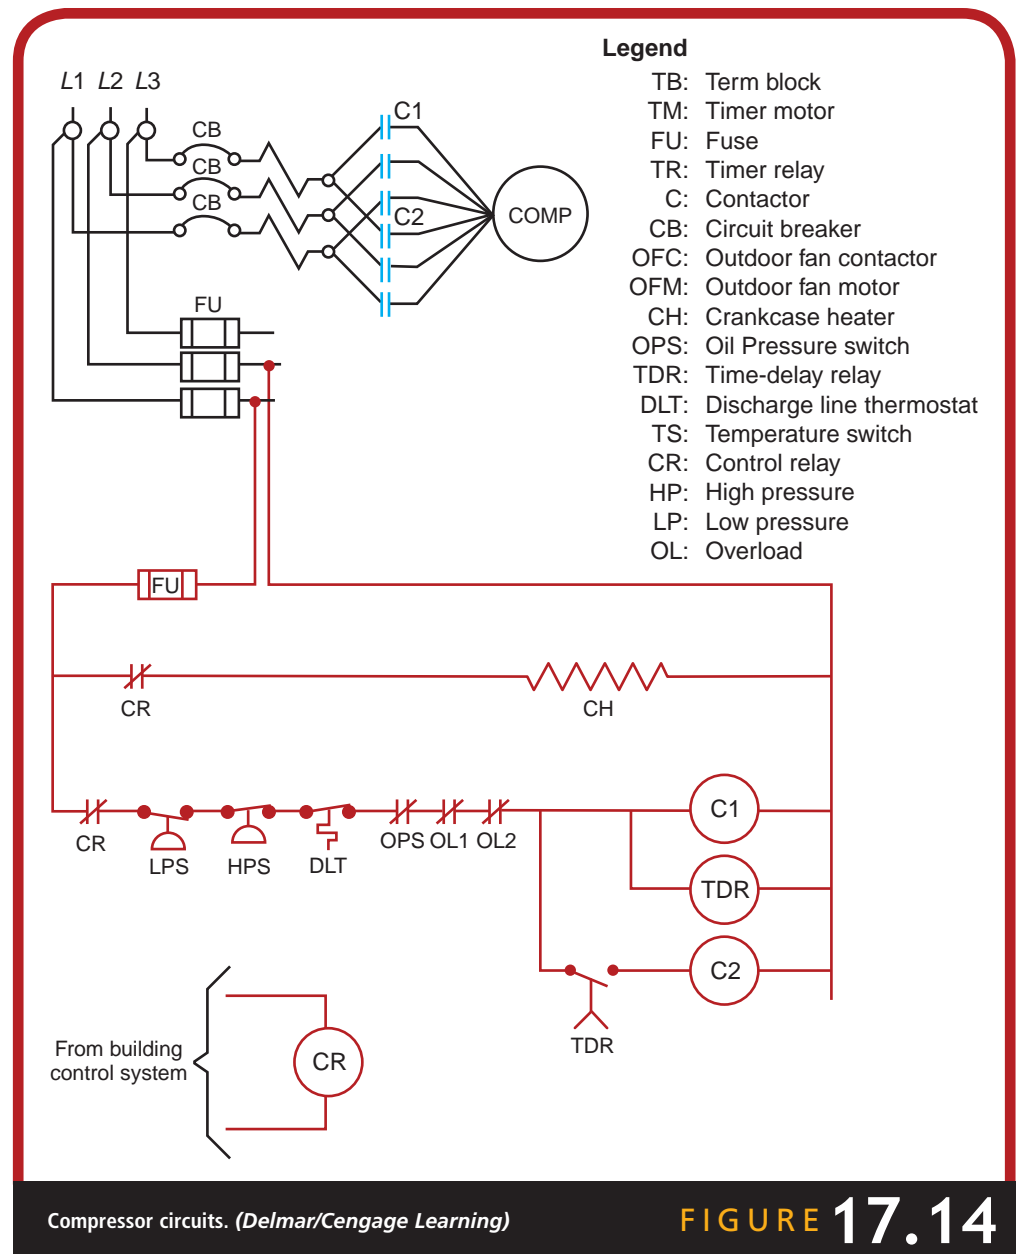 L1 L2 L3
CB
CB
CB
C1
C2
COMP
FU
Legend
TB: Term block
TM: Timer motor
FU: Fuse
TR: Timer relay
C: Contactor
CB: Circuit breaker
OFC: Outdoor fan contactor
OFM: Outdoor fan motor
CH: Crankcase heater
OPS: Oil Pressure switch
TDR: Time-delay relay
DLT: Discharge line thermostat
TS: Temperature switch
CR: Control relay
HP: High pressure
LP: Low pressure
OL: Overload
FU
CR
CH
CR
LPS
HPS
DLT
OPS OL1 OL2
C1
TDR
C2
TDR
From building
control system
CR
Compressor circuits. (Delmar/Cengage Learning)
FIGURE 17.14